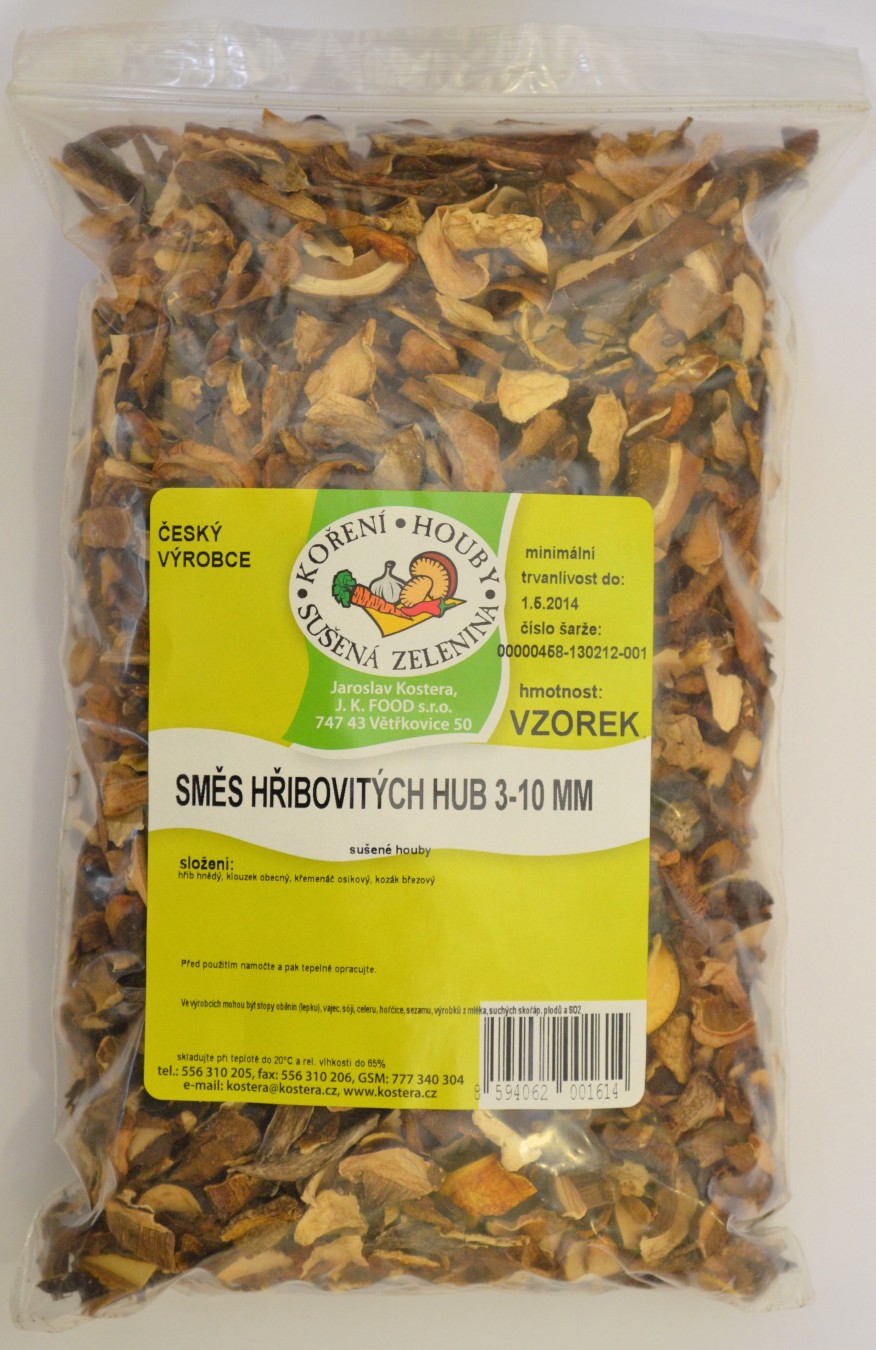 ČESKÝ
VÝROBCE
KOŘENÍ • HOUBY •
SUŠENÁ ZELENINA •
Jaroslav Kostera,
J. K. FOOD s.r.o.
747 43 Větřkovice 50
minimální
trvanlivost do:
1.5.2014
číslo šarže:
00000458-130212-001
hmotnost:
VZOREK
SMĚS HŘIBOVITÝCH HUB 3-10 MM
sušené houby
složení:
hřib hnědý, klouzek obecný, křemenáč osikový, kozák březový
Před použitím namočte a pak tepelně opracujte.
Ve výrobcích mohou být stopy obilnin (lepku), vajec, sóji, celeru, hořčice, sezamu, výrobků z mléka, suchých skořáp. plodů a SO2
skladujte při teplotě do 20°C a rel. vlhkosti do 65%
tel.: 556 310 205, fax: 556 310 206, GSM: 777 340 304
e-mail: kostera@kostera.cz, www.kostera.cz
8 594062 001614